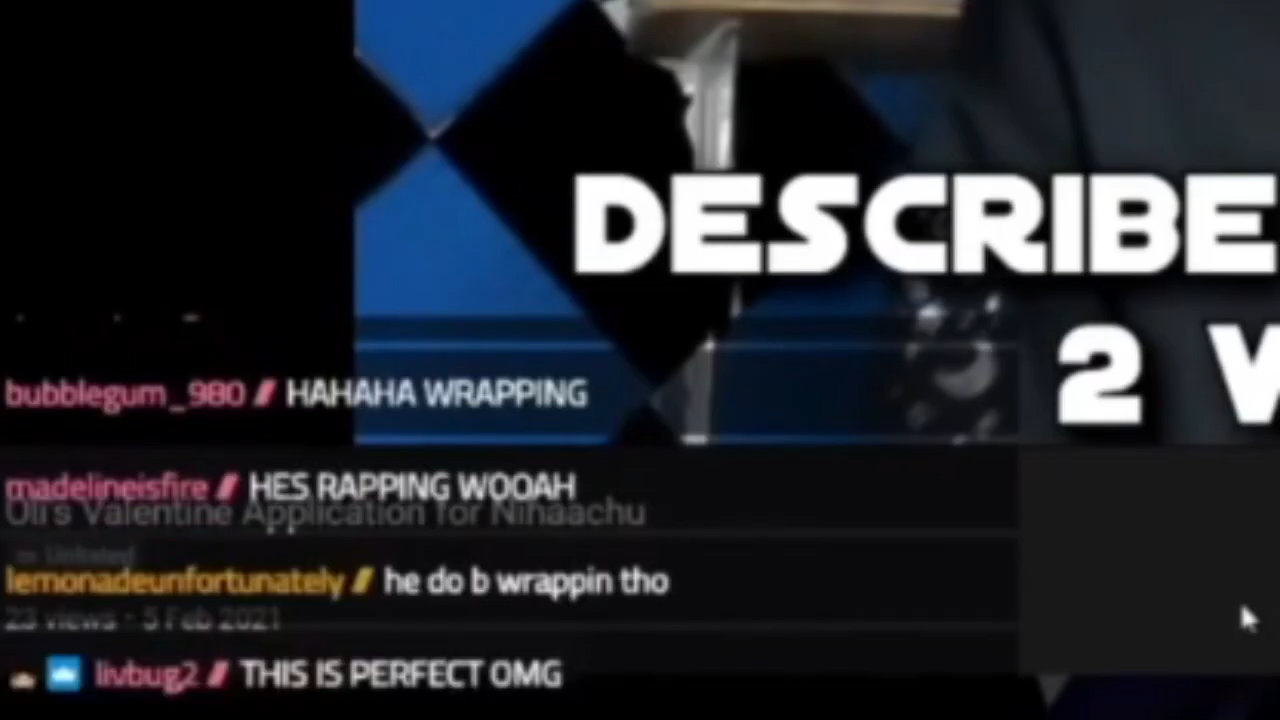 DESCRIBE
2 W
bubblegum_980 // HAHAHA WRAPPING
madelineisfire // HES RAPPING WOOAH
Oli's Valentine Application for Nihaachu
Unlisted
lemonadeunfortunately // he do b wrappin tho
23 views · 5 Feb 2021
livbug2 // THIS IS PERFECT OMG